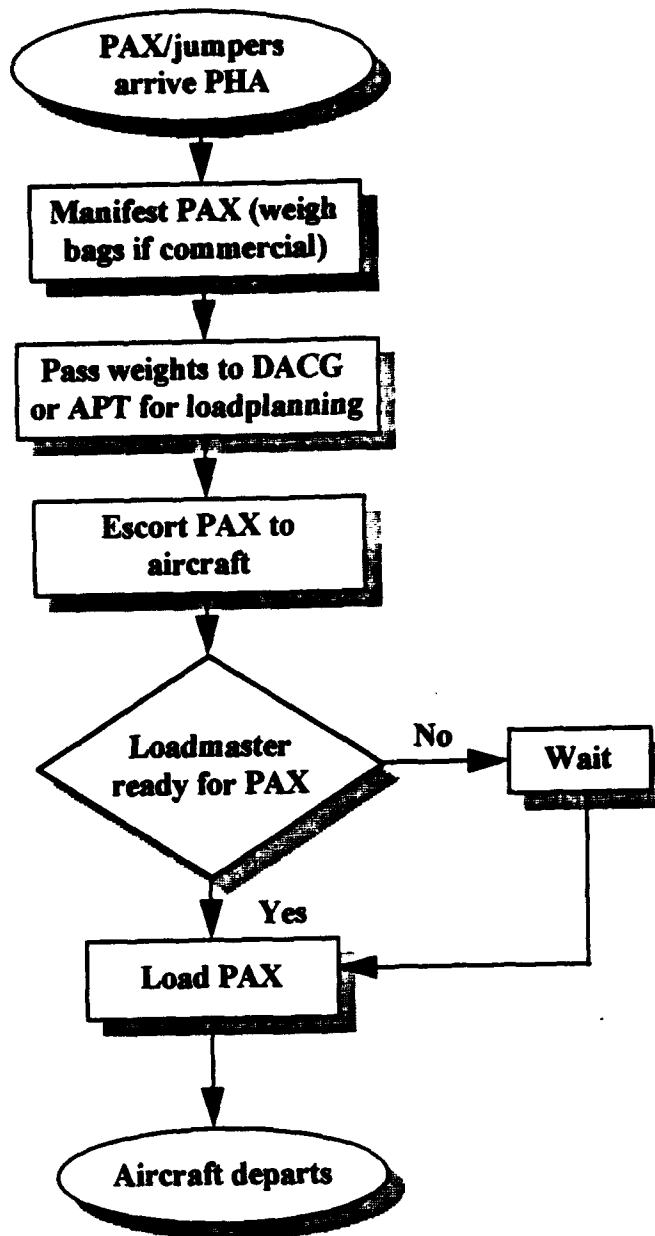 PAX/jumpers
arrive PHA
Manifest PAX (weigh
bags if commercial)
Pass weights to DACG
or APT for loadplanning
Escort PAX to
aircraft
Loadmaster
ready for PAX
No
Wait
Yes
Load PAX
Aircraft departs